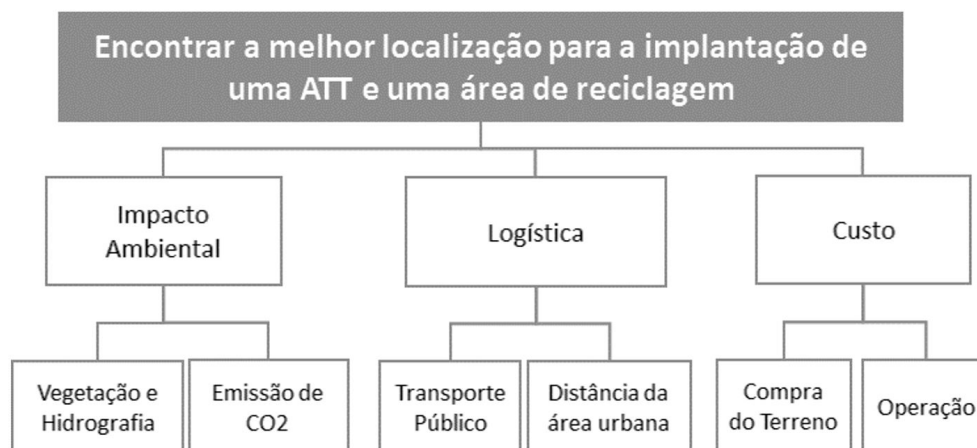 Encontrar a melhor localização para a implantação de
uma ATT e uma área de reciclagem
Impacto
Ambiental
Logística
Custo
Vegetação e
Hidrografia
Emissão de
CO2
Transporte
Público
Distância da
área urbana
Compra
do Terreno
Operação